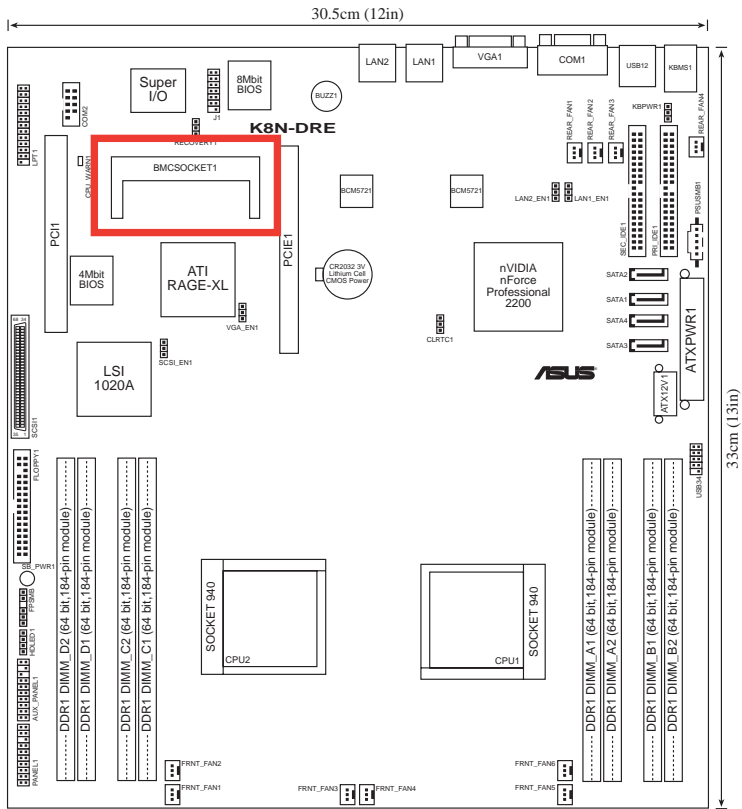 30.5cm (12in)
LAN2
LAN1
VGA1
COM1
USB12
KBMS1
LPT1
COM2
Super
I/O
J1
8Mbit
BIOS
BUZZ1
KBPWR1
REAR_FAN1
REAR_FAN2
REAR_FAN3
REAR_FAN4
RECOVERY1
K8N-DRE
CPU_WARN1
BMCSOCKET1
PCI1
PCIE1
BCM5721
BCM5721
LAN2_EN1
LAN1_EN1
SEC_IDE1
PRI_IDE1
PSUSMB1
4Mbit
BIOS
ATI
RAGE-XL
CR2032 3V
Lithium Cell
CMOS Power
nVIDIA
nForce
Professional
2200
SATA2
SATA1
SATA4
SATA3
ATXPWR1
VGA_EN1
CLRTC1
SCSI_EN1
LSI
1020A
68 34
35 1
SCSI1
ASUS
ATX12V1
33cm (13in)
USB34
FLOPPY1
SB_PWR1
FPSMB
HDLED1
AUX_PANEL1
PANEL1
DDR1 DIMM_D2 (64 bit,184-pin module)
DDR1 DIMM_D1 (64 bit,184-pin module)
DDR1 DIMM_C2 (64 bit,184-pin module)
DDR1 DIMM_C1 (64 bit,184-pin module)
SOCKET 940
CPU2
SOCKET 940
CPU1
DDR1 DIMM_A1 (64 bit,184-pin module)
DDR1 DIMM_A2 (64 bit,184-pin module)
DDR1 DIMM_B1 (64 bit,184-pin module)
DDR1 DIMM_B2 (64 bit,184-pin module)
FRNT_FAN2
FRNT_FAN1
FRNT_FAN3
FRNT_FAN4
FRNT_FAN6
FRNT_FAN5